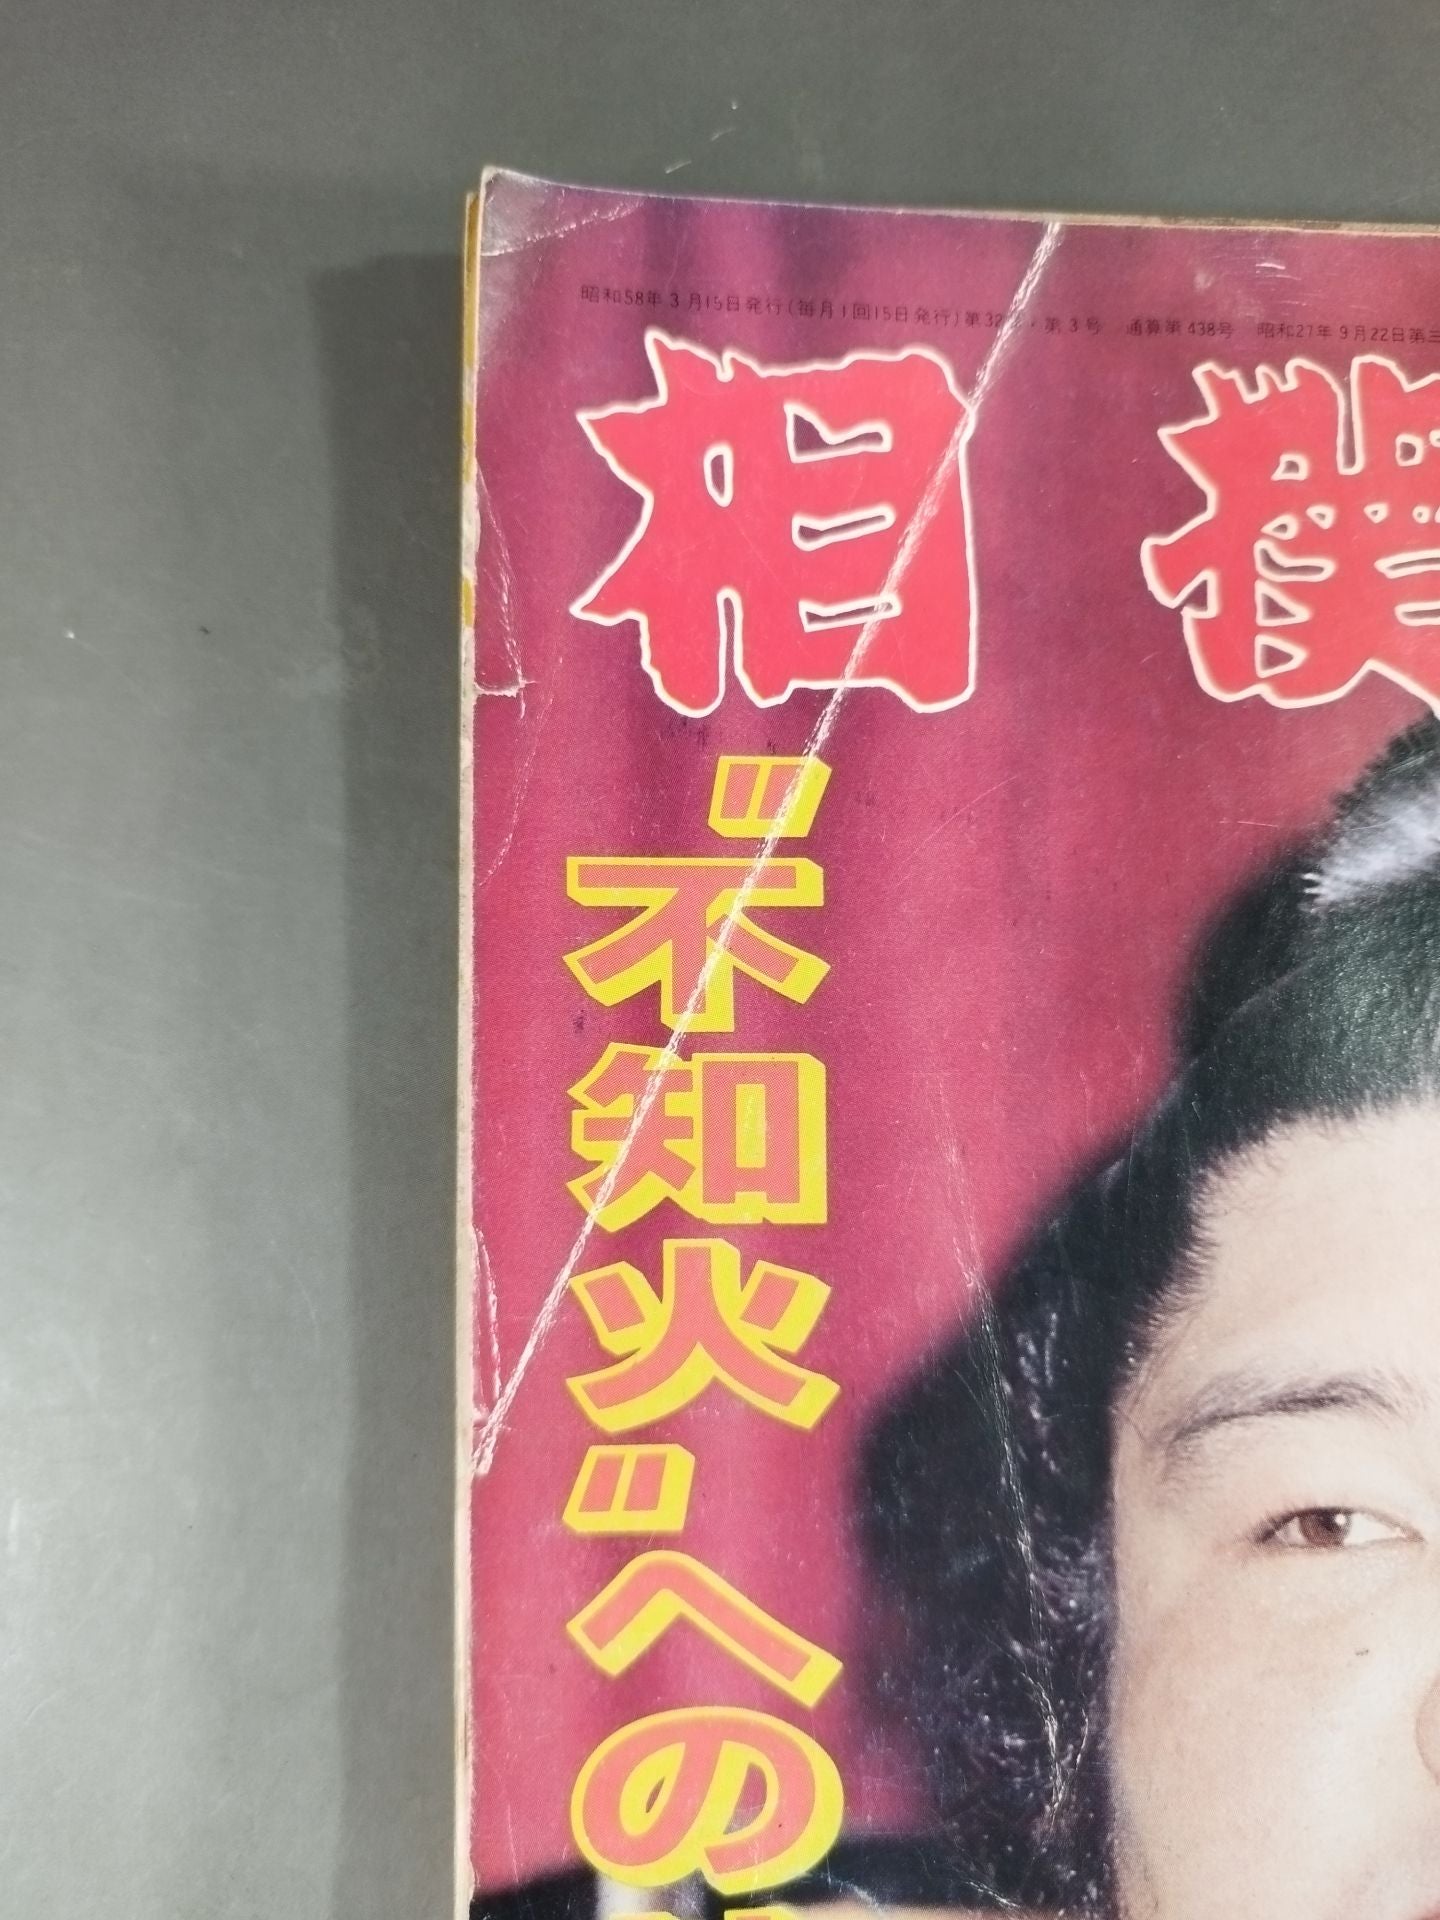 昭和58年3月15日発行(毎月1回15日発行)第32巻・第3号 通算第438号 昭和27年9月22日第三
相撲
"不知火"への